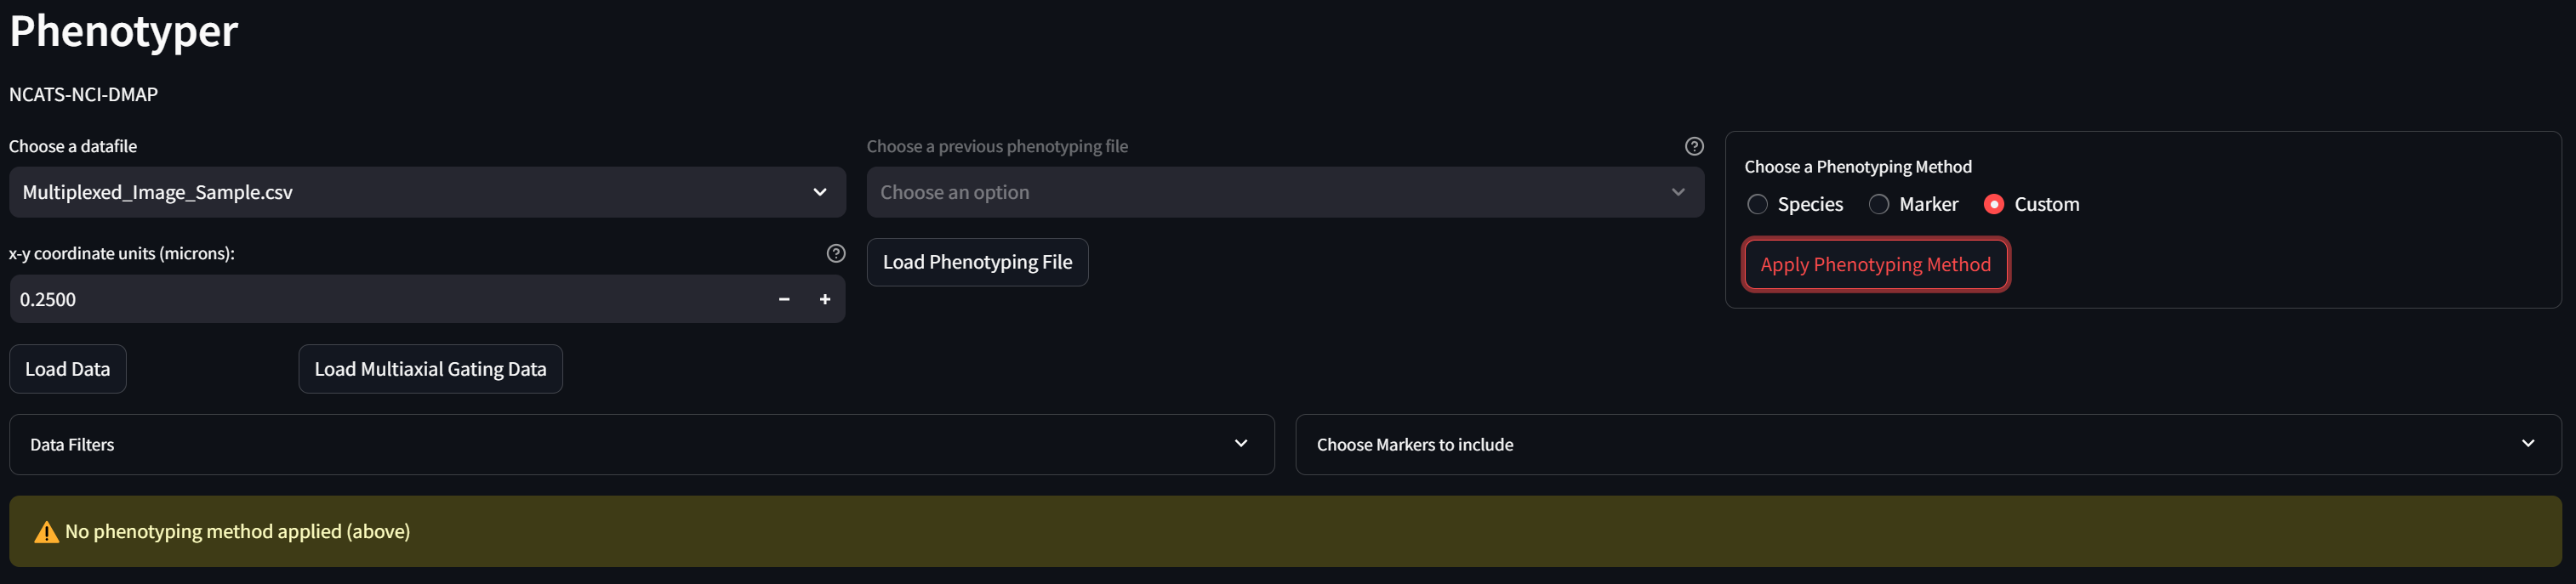 Phenotyper
NCATS-NCI-DMAP
Choose a datafile
Multiplexed_Image_Sample.csv
x-y coordinate units (microns):
0.2500
Load Data
Load Multiaxial Gating Data
Choose a previous phenotyping file
Choose an option
Load Phenotyping File
Choose a Phenotyping Method
Species Marker Custom
Apply Phenotyping Method
Data Filters
Choose Markers to include
No phenotyping method applied (above)